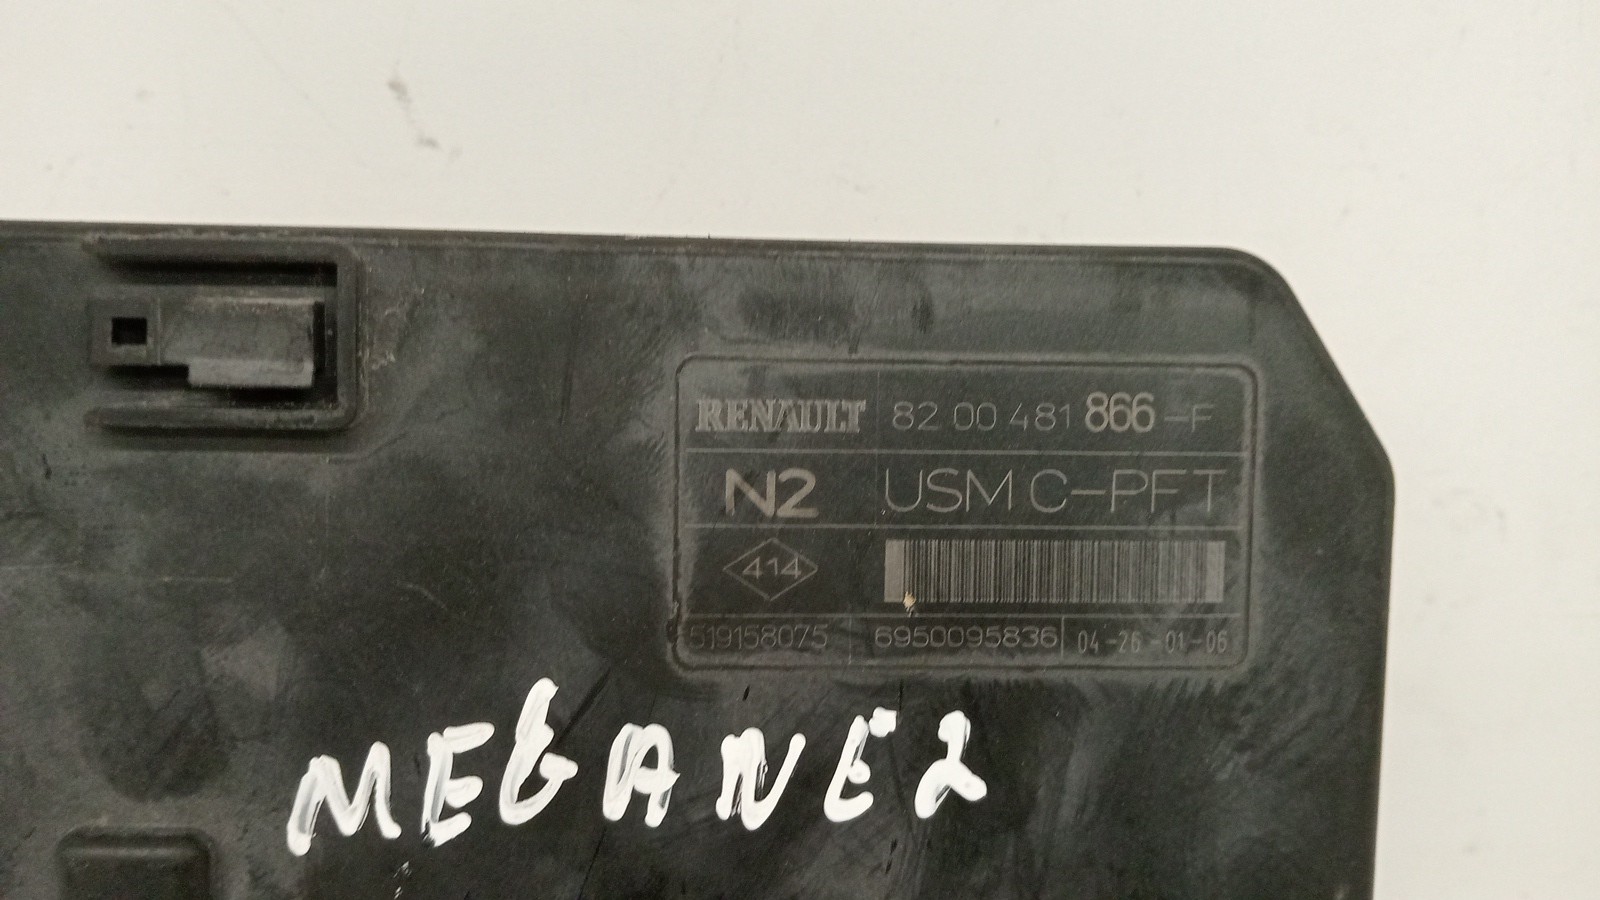 RENAULT 82 00 481 866-F
N2 USM C-PFT
414
519158075 6950095836 04-26-01-06
MEGANE2